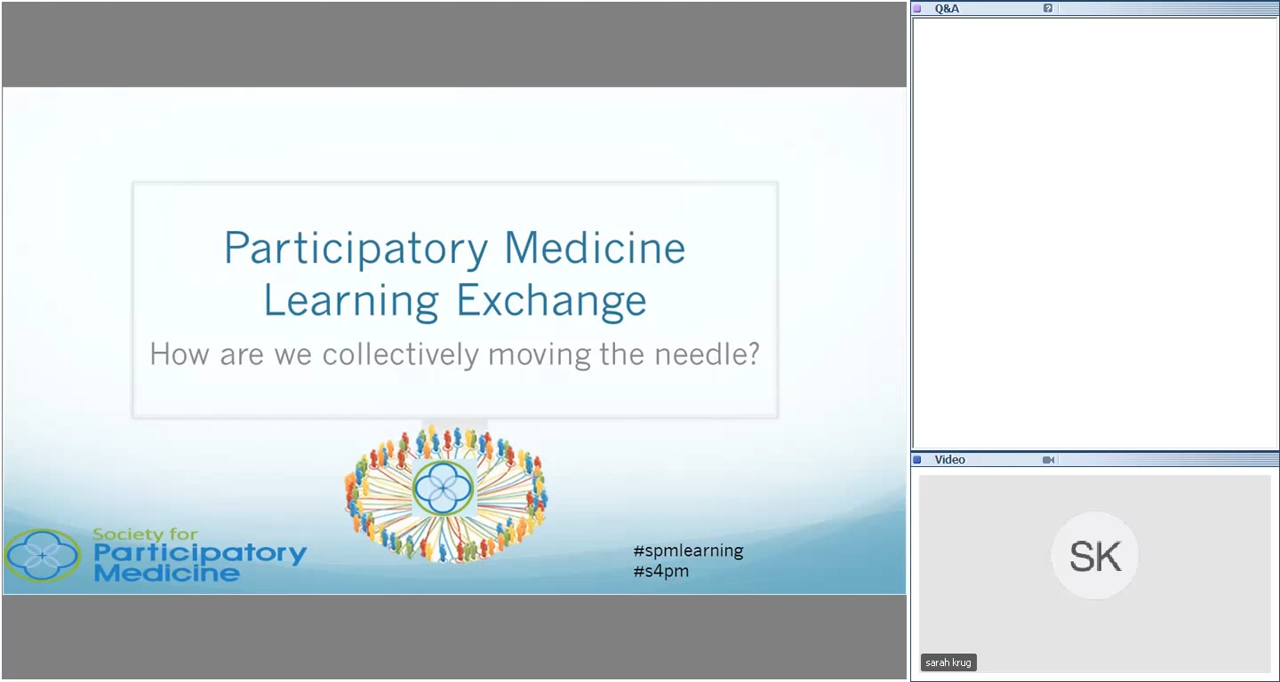 Participatory Medicine
Learning Exchange
How are we collectively moving the needle?
Society for
Participatory
Medicine
#spmlearning
#s4pm
Q&A
?
Video
SK
sarah krug